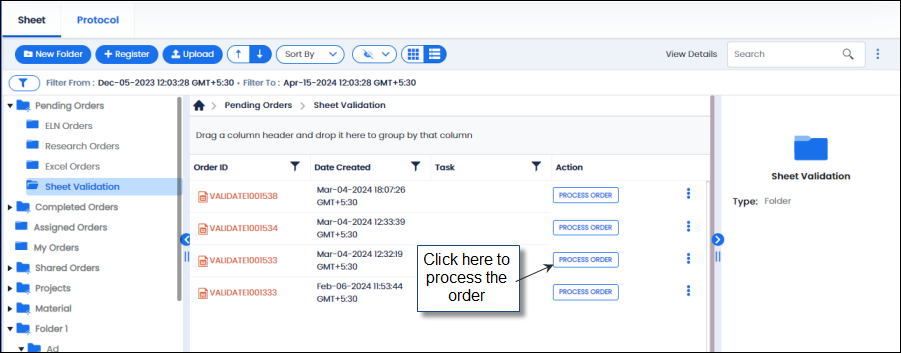 Sheet
Protocol
New Folder
+ Register
Upload
Sort By
View Details
Search
Filter From : Dec-05-2023 12:03:28 GMT+5:30 • Filter To : Apr-15-2024 12:03:28 GMT+5:30
Pending Orders
ELN Orders
Research Orders
Excel Orders
Sheet Validation
Completed Orders
Assigned Orders
My Orders
Shared Orders
Projects
Material
Folder 1
Ad
Pending Orders > Sheet Validation
Drag a column header and drop it here to group by that column
Order ID Date Created Task Action
VALIDATE1001538 Mar-04-2024 18:07:26 PROCESS ORDER
GMT+5:30
VALIDATE1001534 Mar-04-2024 12:33:39 PROCESS ORDER
GMT+5:30
VALIDATE1001533 Mar-04-2024 12:32:19 PROCESS ORDER
GMT+5:30
VALIDATE1001333 Feb-06-2024 11:53:44 PROCESS ORDER
GMT+5:30
Click here to
process the
order
Sheet Validation
Type: Folder